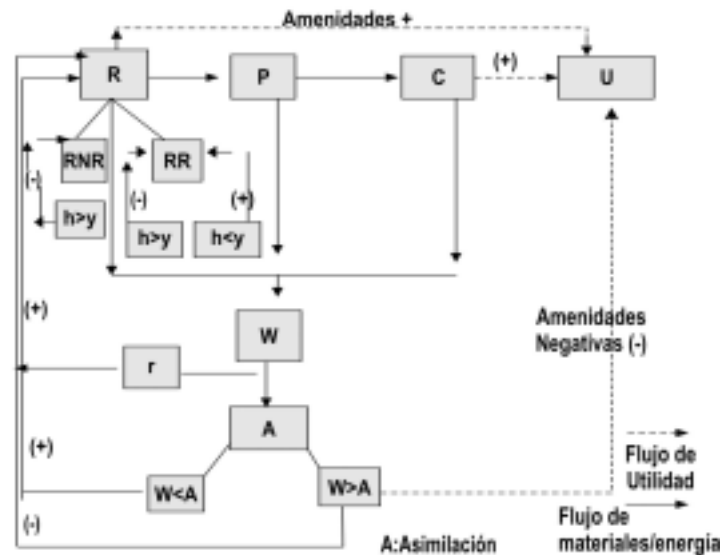 Amenidades +
R
P
C
(+)
U
RNR
RR
(-)
(-)
(+)
h>y
h>y
h<y
(+)
W
Amenidades
Negativas (-)
r
A
(+)
W<A
W>A
Flujo de
Utilidad
(-)
A:Asimilación
Flujo de
materiales/energia